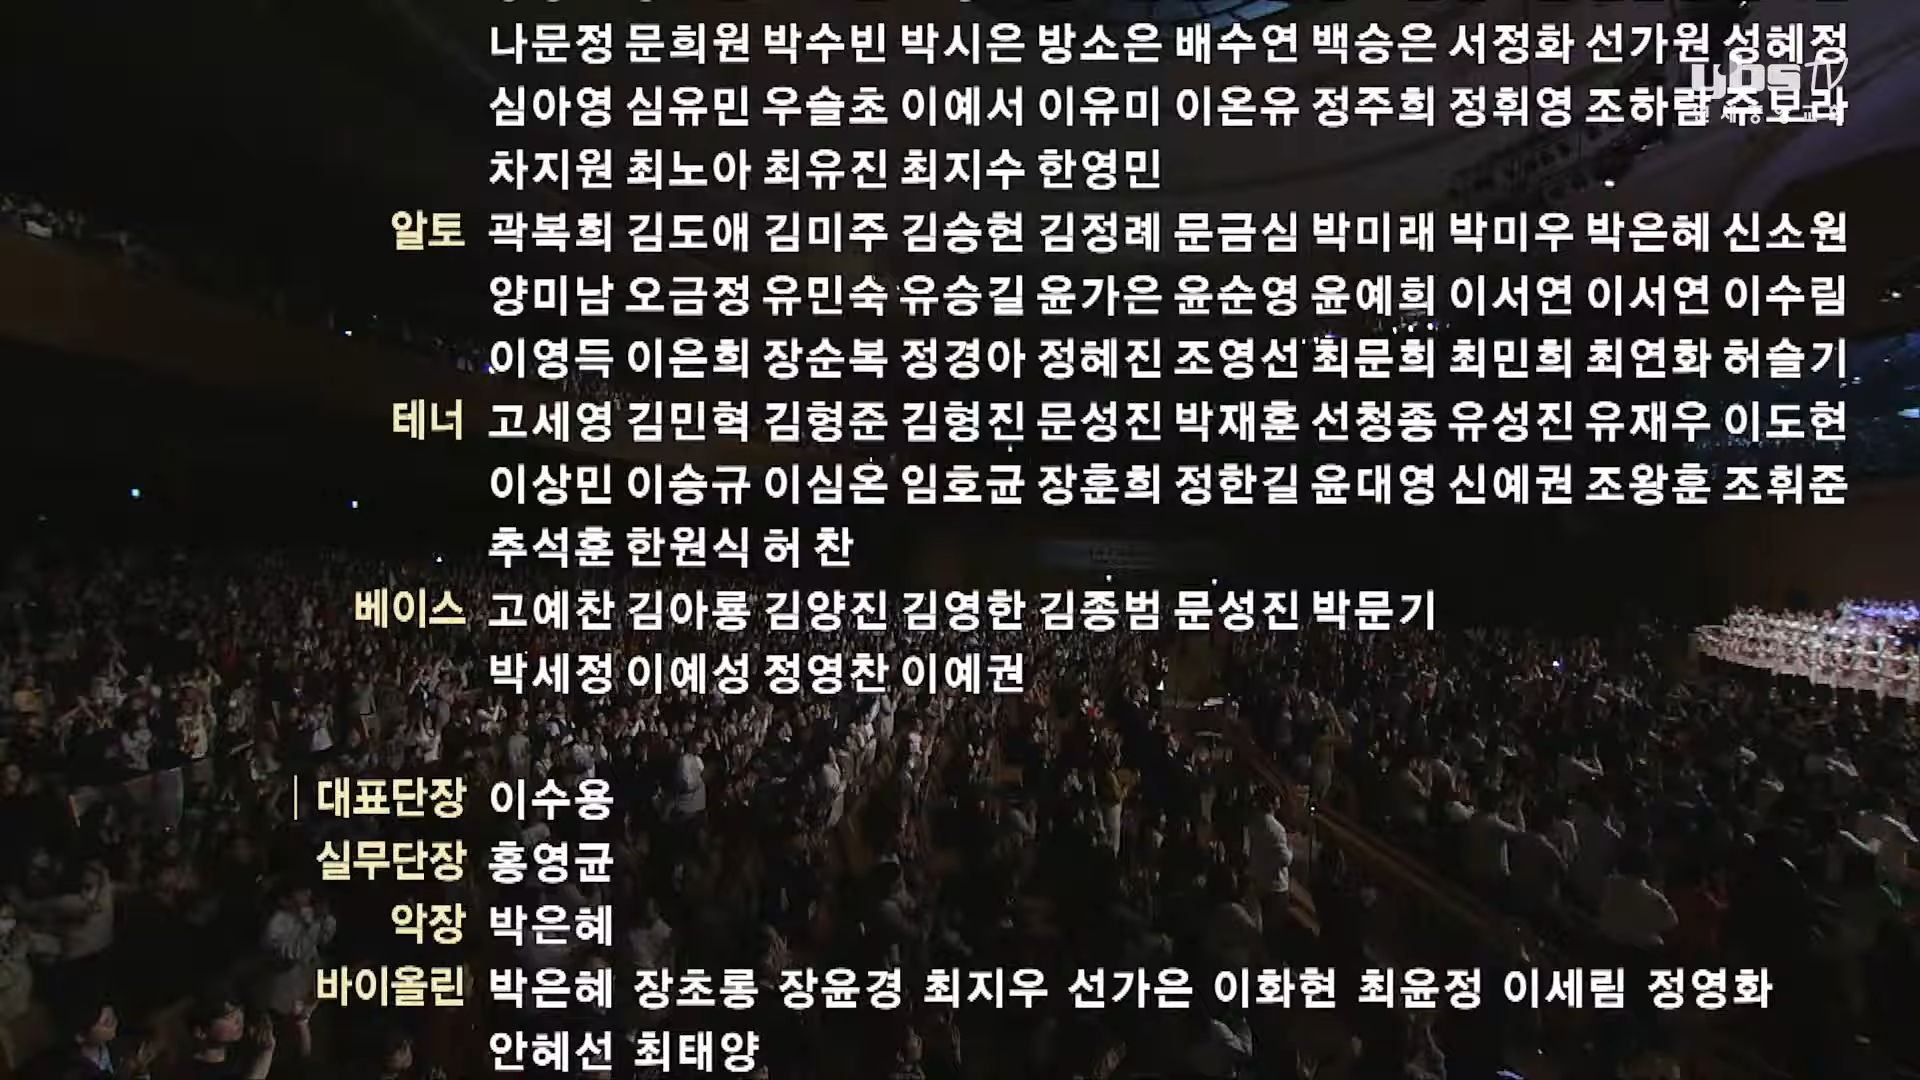 나문정 문희원 박수빈 박시은 방소은 배수연 백승은 서정화 선가원 성혜정
ybs TV
심아영 심유민 우슬초 이예서 이유미 이온유 정주희 정휘영 조하람 주보라
차지원 최노아 최유진 최지수 한영민
알토 곽복희 김도애 김미주 김승현 김정례 문금심 박미래 박미우 박은혜 신소원
양미남 오금정 유민숙 유승길 윤가은 윤순영 윤예희 이서연 이서연 이수림
이영득 이은희 장순복 정경아 정혜진 조영선 최문희 최민희 최연화 허슬기
테너 고세영 김민혁 김형준 김형진 문성진 박재훈 선청종 유성진 유재우 이도현
이상민 이승규 이심온 임호균 장훈희 정한길 윤대영 신예권 조왕훈 조휘준
추석훈 한원식 허 찬
베이스 고예찬 김아룡 김양진 김영한 김종범 문성진 박문기
박세정 이예성 정영찬 이예권
대표단장 이수용
실무단장 홍영균
악장 박은혜
바이올린 박은혜 장초롱 장윤경 최지우 선가은 이화현 최윤정 이세림 정영화
안혜선 최태양